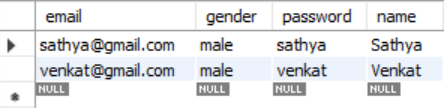 email gender password name
sathya@gmail.com male sathya Sathya
venkat@gmail.com male venkat Venkat
NULL NULL NULL NULL